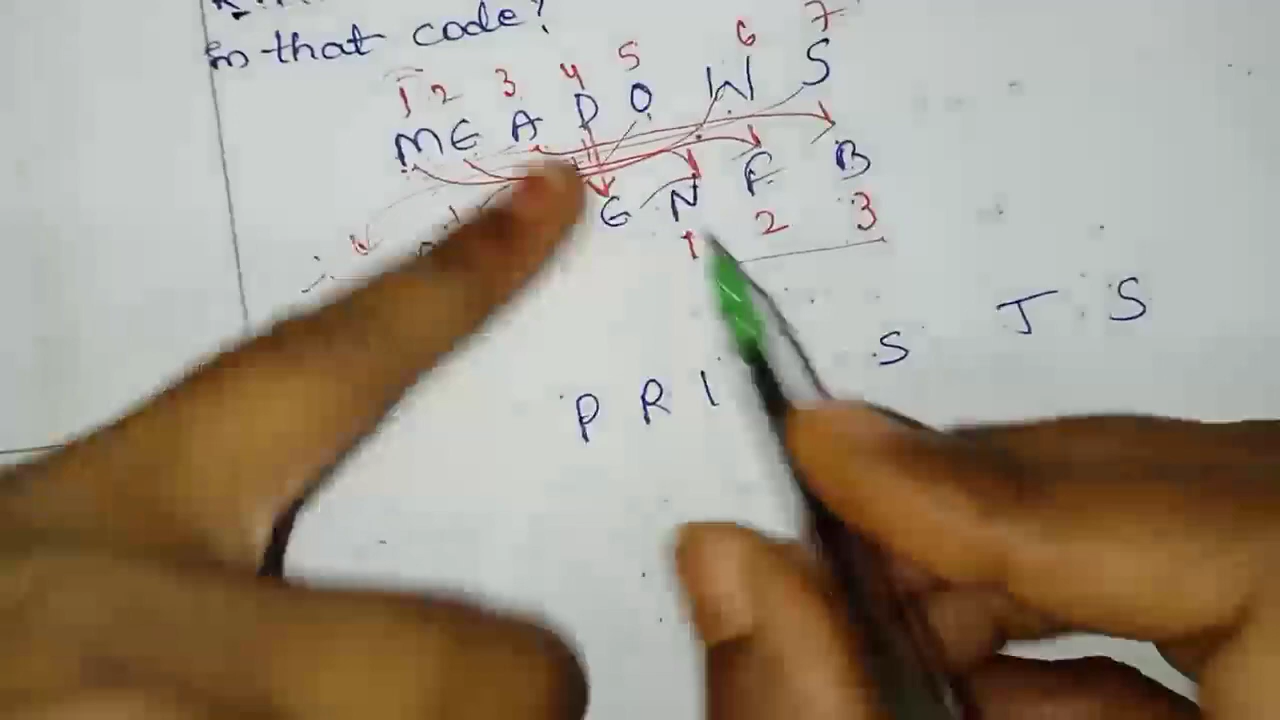 in that code?
1 2 3 4 5 6 7
M E A D O W S
E N F B
1 2 3
P R I S J S